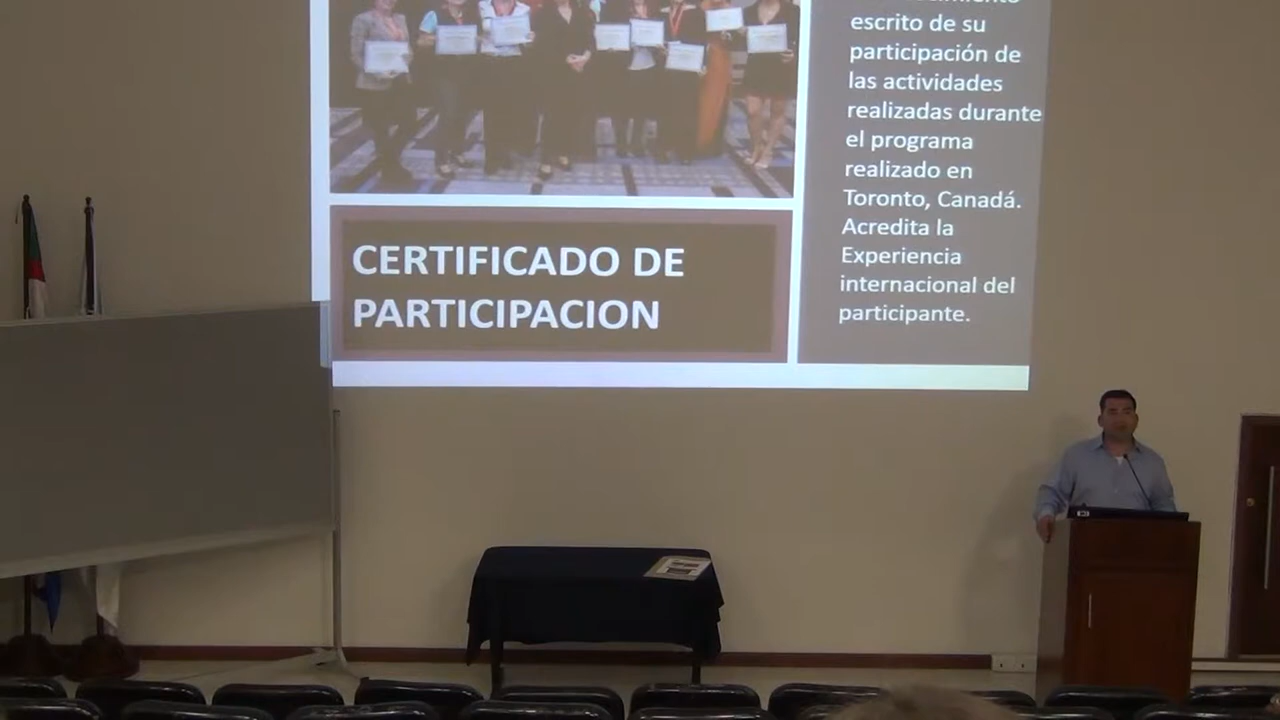 escrito de su
participación de
las actividades
realizadas durante
el programa
realizado en
Toronto, Canadá.
Acredita la
Experiencia
internacional del
participante.
CERTIFICADO DE
PARTICIPACION